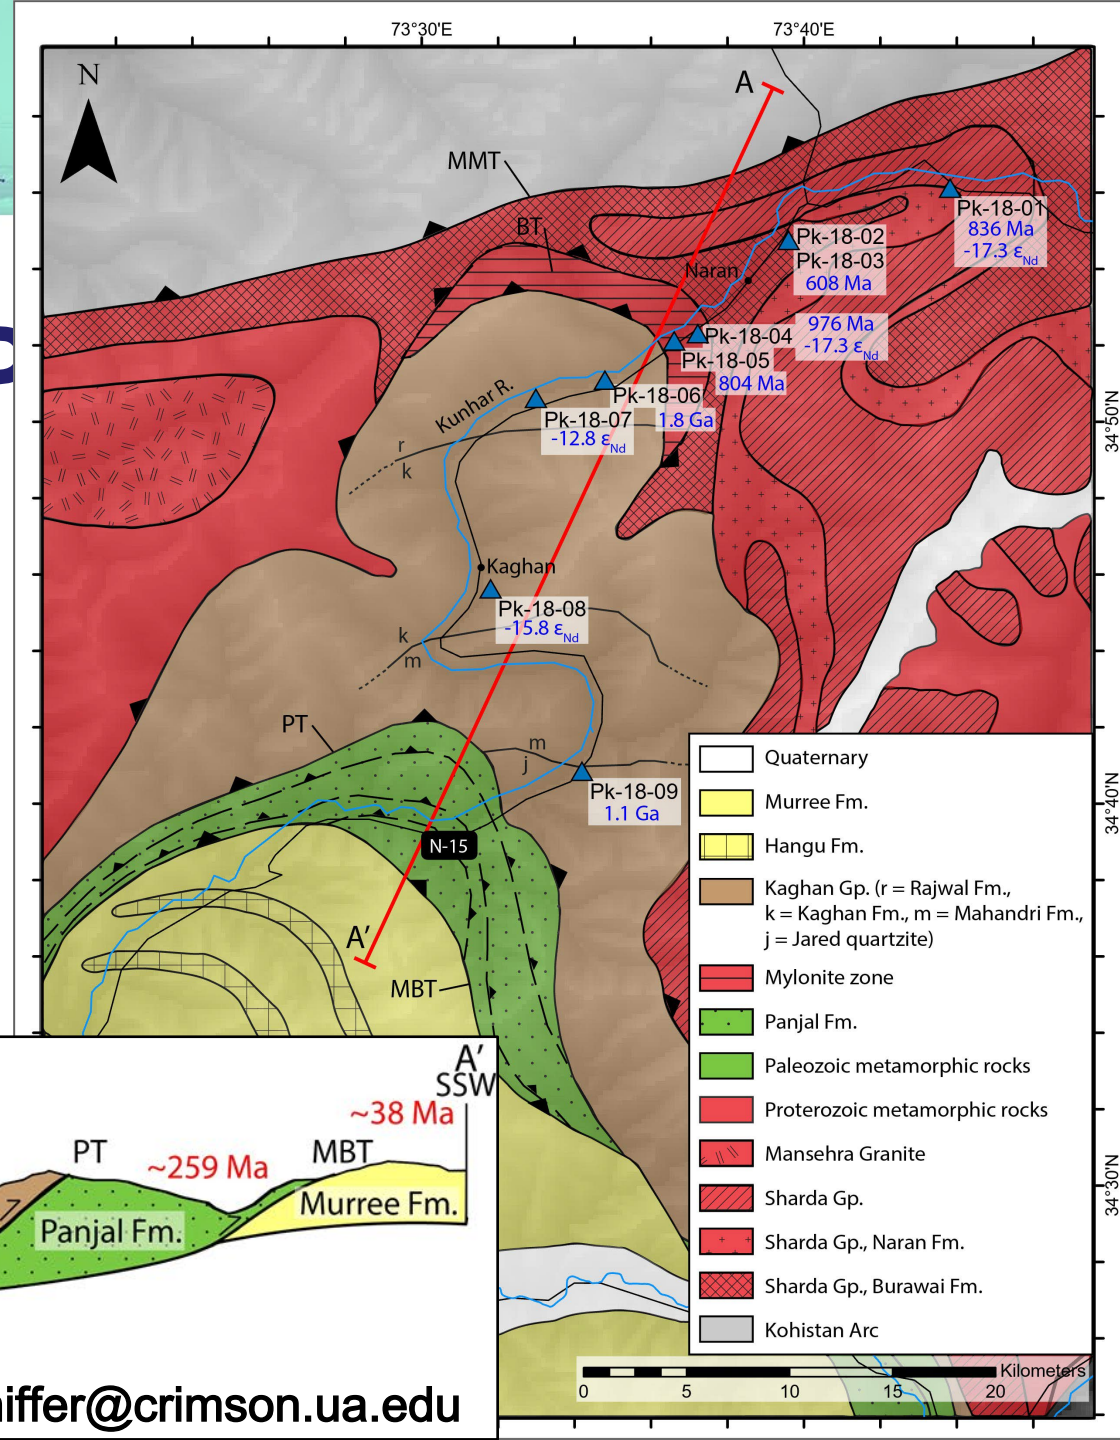 73°30'E
73°40'E
N
A
MMT
BT
Pk-18-01
836 Ma
-17.3 εNd
Pk-18-02
Pk-18-03
608 Ma
Naran
976 Ma
-17.3 εNd
Pk-18-04
Pk-18-05
804 Ma
Pk-18-06
1.8 Ga
Kunhar R.
Pk-18-07
-12.8 εNd
34°50'N
r
k
Kaghan
Pk-18-08
-15.8 εNd
k
m
PT
m
j
Pk-18-09
1.1 Ga
34°40'N
N-15
A'
MBT
Quaternary
Murree Fm.
Hangu Fm.
Kaghan Gp. (r = Rajwal Fm.,
k = Kaghan Fm., m = Mahandri Fm.,
j = Jared quartzite)
Mylonite zone
Panjal Fm.
Paleozoic metamorphic rocks
Proterozoic metamorphic rocks
Mansehra Granite
Sharda Gp.
Sharda Gp., Naran Fm.
Sharda Gp., Burawai Fm.
Kohistan Arc
34°30'N
Kilometers
0 5 10 15 20
A'
SSW
~38 Ma
PT
~259 Ma
MBT
Panjal Fm.
Murree Fm.
niffer@crimson.ua.edu